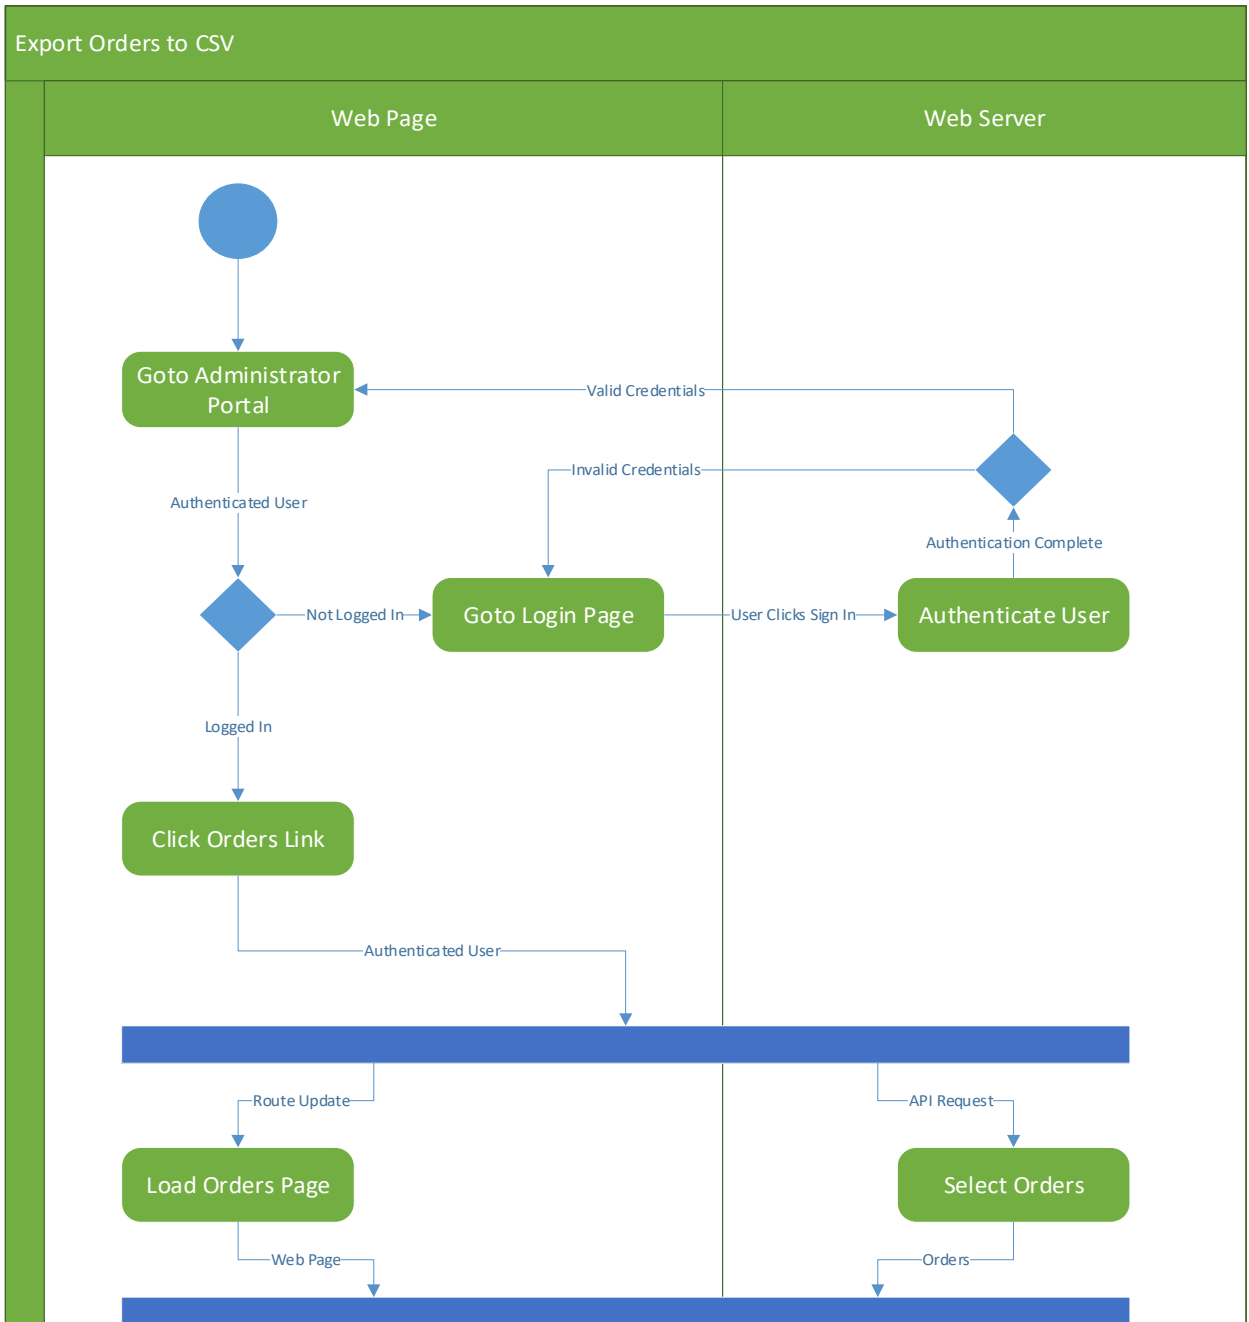 Export Orders to CSV
Web Page
Web Server
Goto Administrator
Portal
Valid Credentials
Invalid Credentials
Authenticated User
Authentication Complete
Not Logged In
Goto Login Page
User Clicks Sign In
Authenticate User
Logged In
Click Orders Link
Authenticated User
Route Update
API Request
Load Orders Page
Select Orders
Web Page
Orders